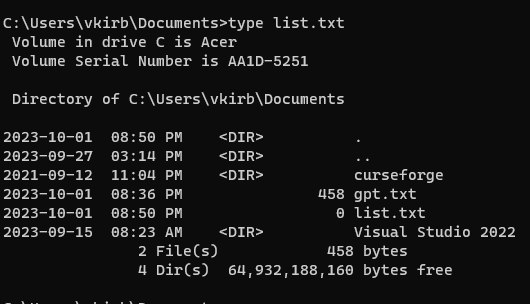 C:\Users\vkirb\Documents>type list.txt
 Volume in drive C is Acer
 Volume Serial Number is AA1D-5251

 Directory of C:\Users\vkirb\Documents

2023-10-01  08:50 PM    <DIR>          .
2023-09-27  03:14 PM    <DIR>          ..
2021-09-12  11:04 PM    <DIR>          curseforge
2023-10-01  08:36 PM               458 gpt.txt
2023-10-01  08:50 PM                 0 list.txt
2023-09-15  08:23 AM    <DIR>          Visual Studio 2022
               2 File(s)            458 bytes
               4 Dir(s)  64,932,188,160 bytes free